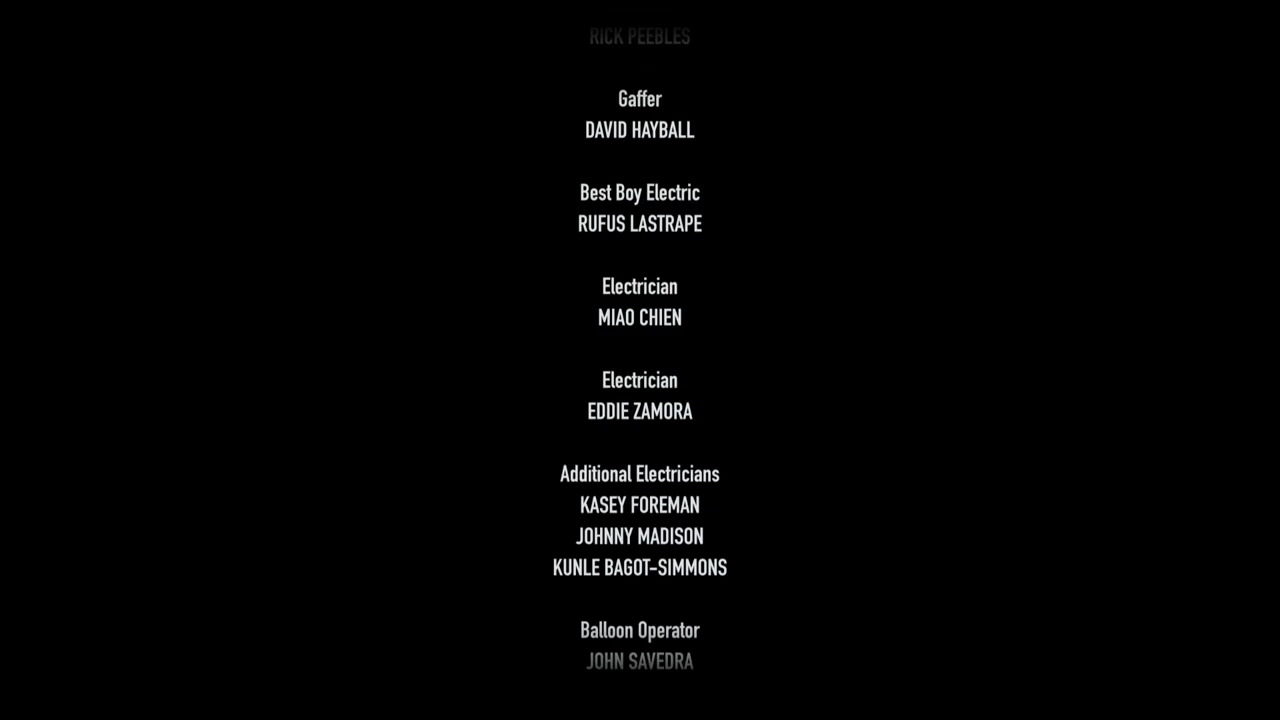 RICK PEEBLES
Gaffer
DAVID HAYBALL
Best Boy Electric
RUFUS LASTRAPE
Electrician
MIAO CHIEN
Electrician
EDDIE ZAMORA
Additional Electricians
KASEY FOREMAN
JOHNNY MADISON
KUNLE BAGOT-SIMMONS
Balloon Operator
JOHN SAVEDRA